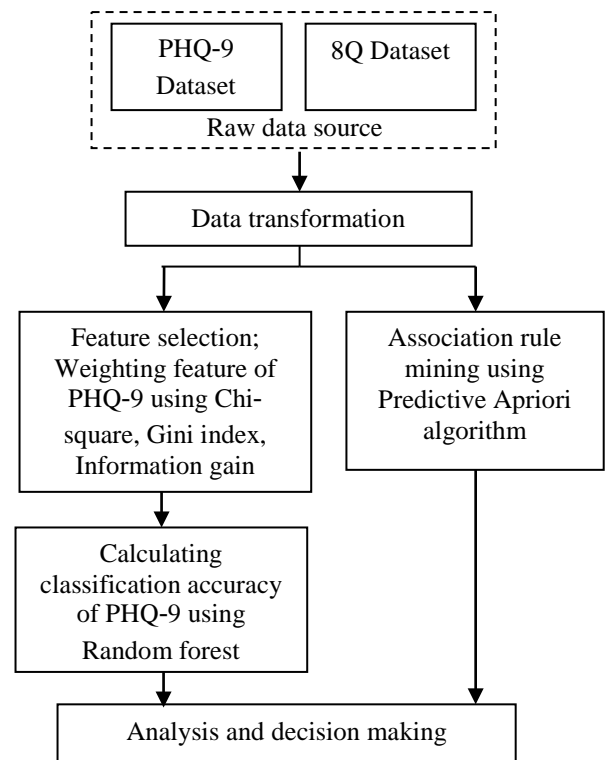 PHQ-9
Dataset
8Q Dataset
Raw data source
Data transformation
Feature selection;
Weighting feature of
PHQ-9 using Chi-
square, Gini index,
Information gain
Association rule
mining using
Predictive Apriori
algorithm
Calculating
classification accuracy
of PHQ-9 using
Random forest
Analysis and decision making